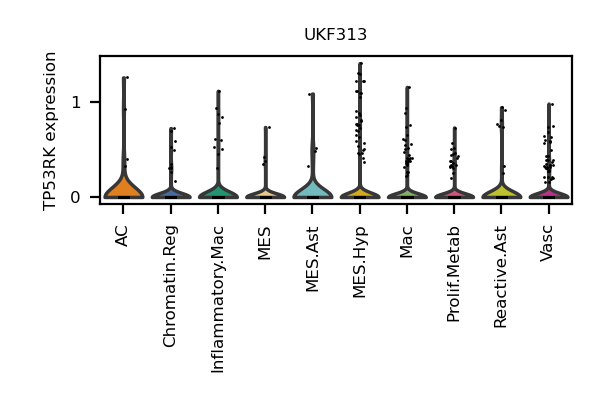 UKF313
TP53RK expression
1
0
AC
Chromatin.Reg
Inflammatory.Mac
MES
MES.Ast
MES.Hyp
Mac
Prolif.Metab
Reactive.Ast
Vasc